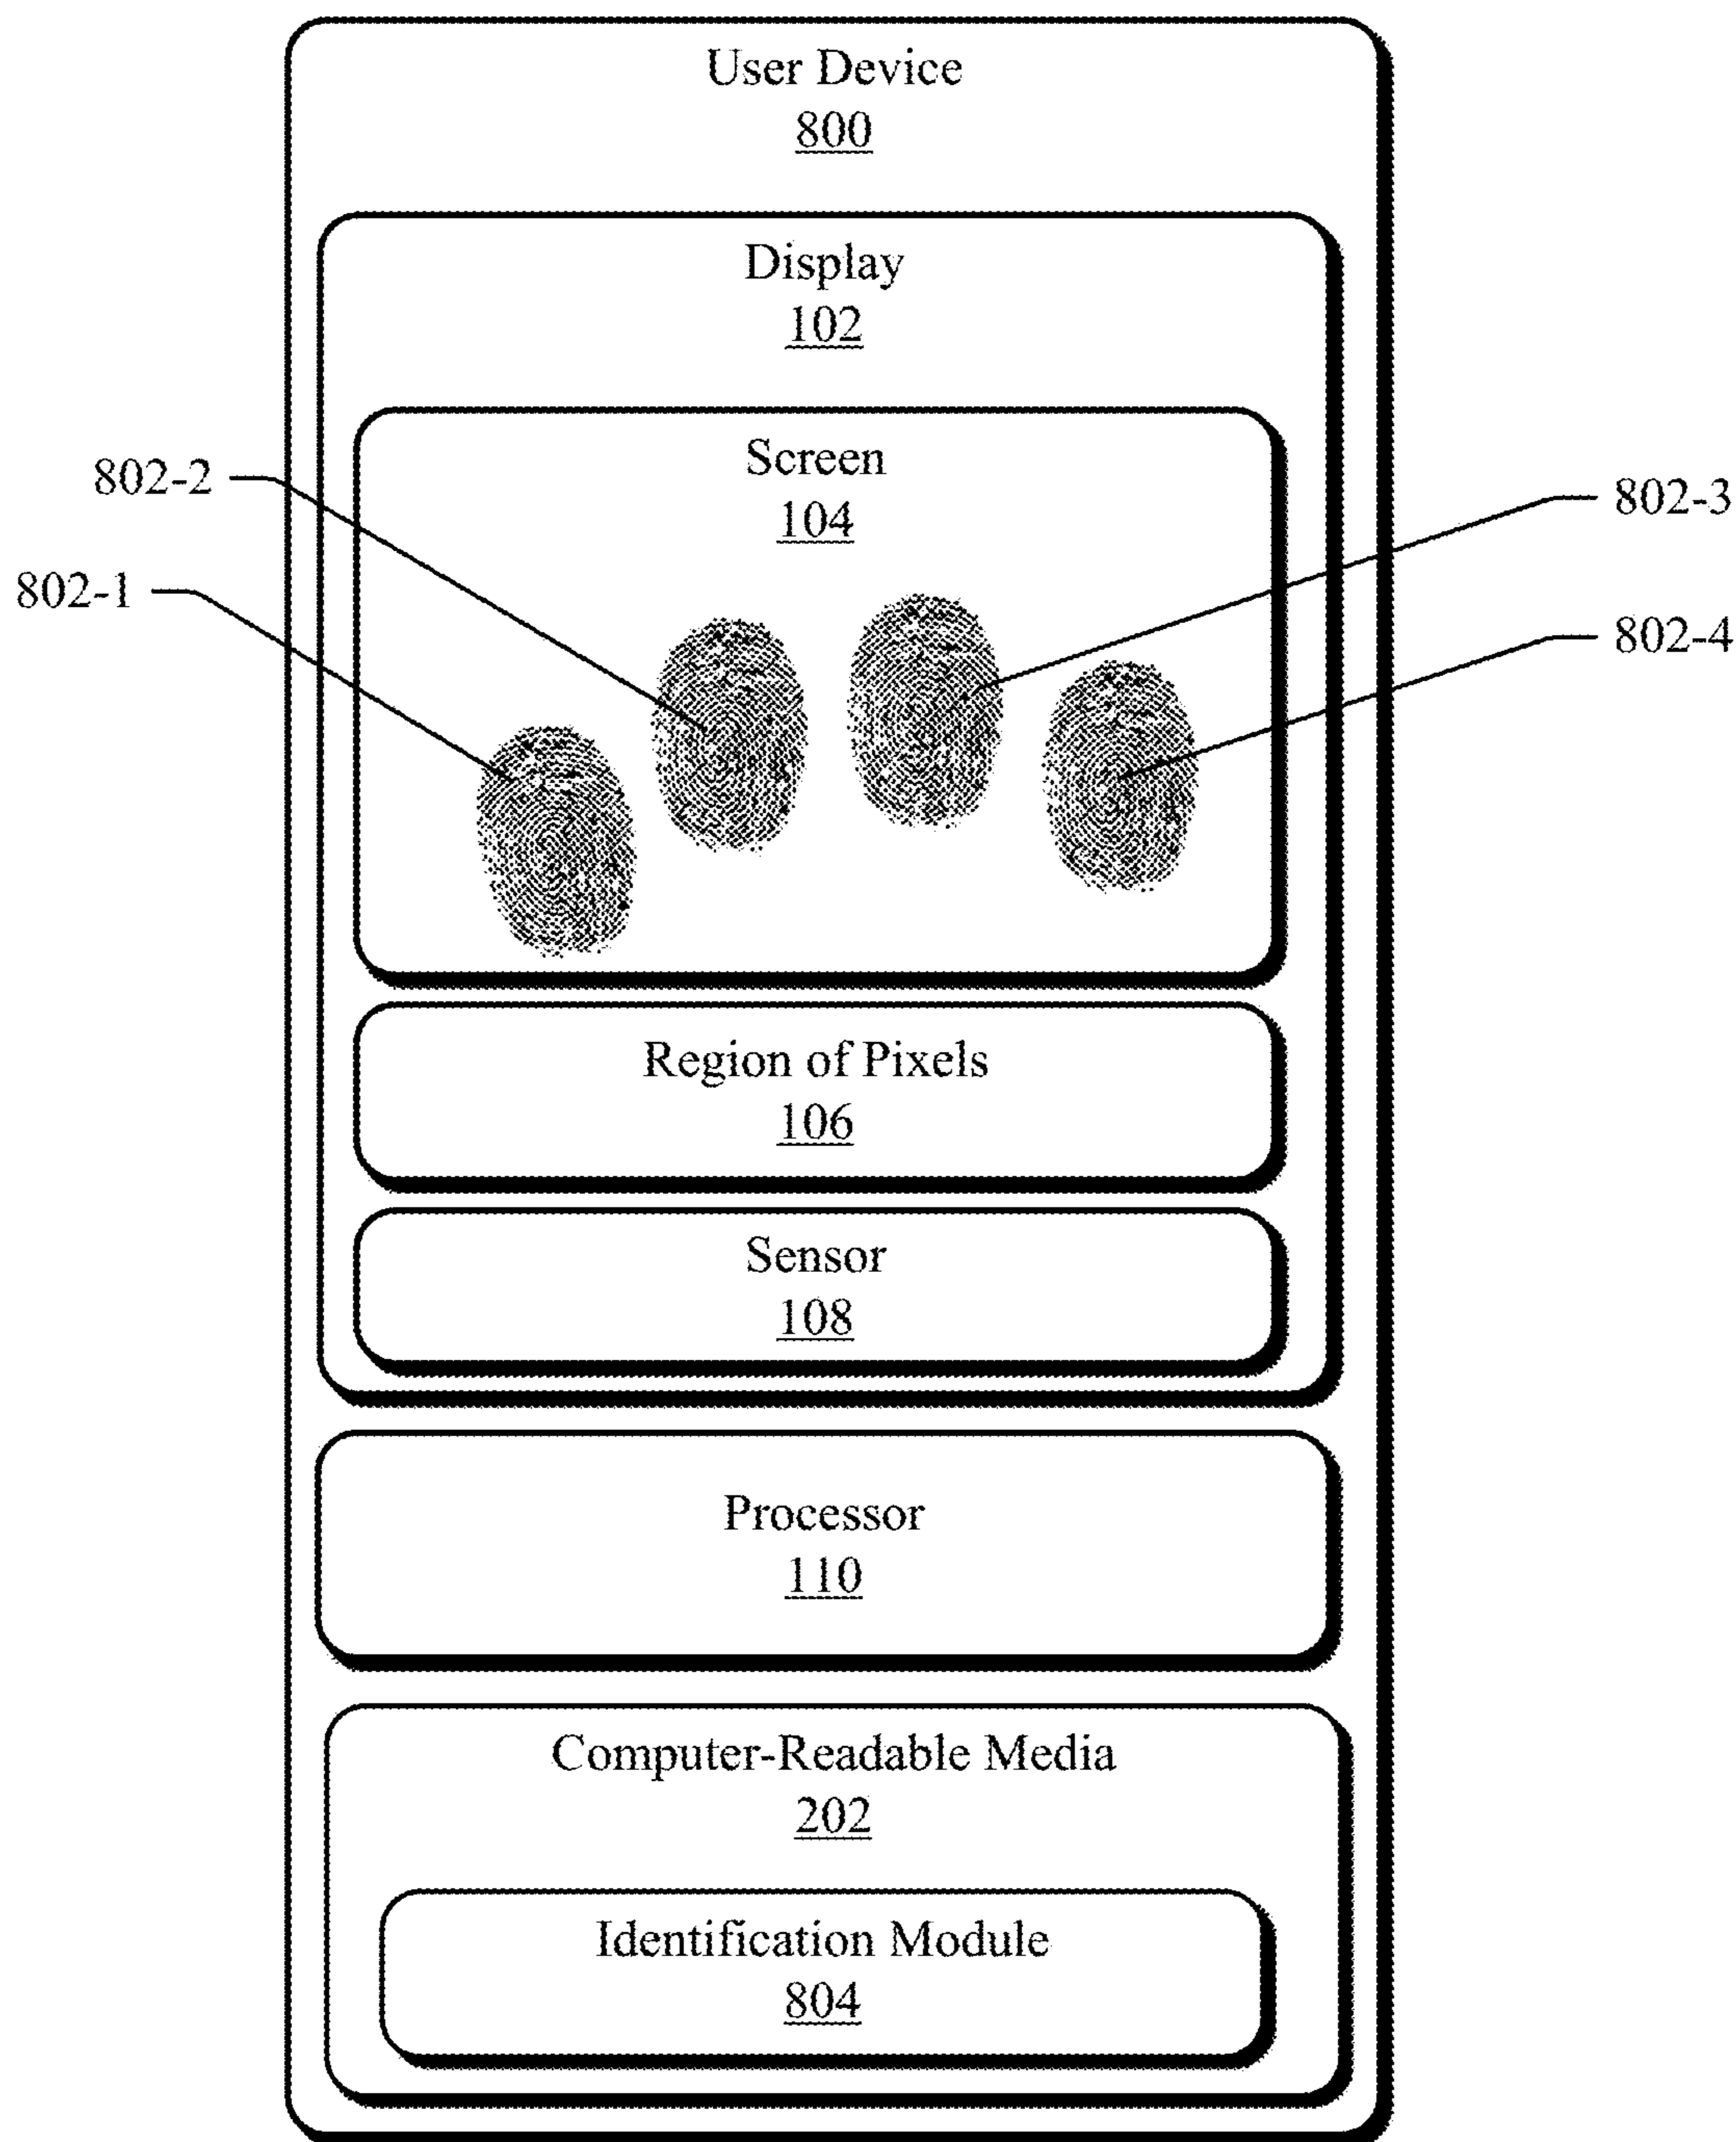 User Device
800
Display
102
Screen
104
802-2
802-3
802-1
802-4
Region of Pixels
106
Sensor
108
Processor
110
Computer-Readable Media
202
Identification Module
804